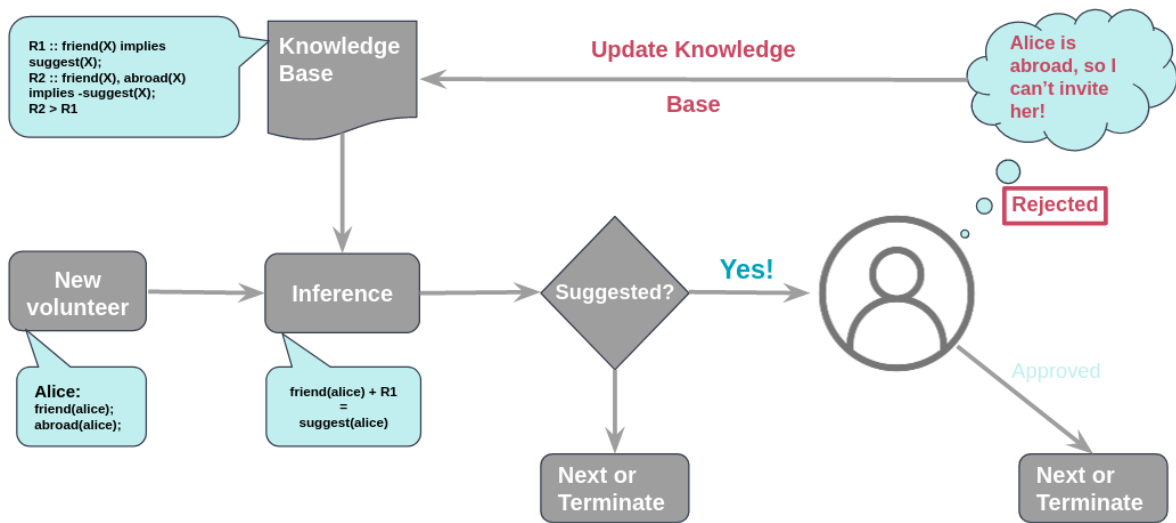 R1 :: friend(X) implies
suggest(X);
R2 :: friend(X), abroad(X)
implies -suggest(X);
R2 > R1
Knowledge
Base
Update Knowledge
Base
Alice is
abroad, so I
can't invite
her!
Rejected
New
volunteer
Inference
Suggested?
Yes!
Alice:
friend(alice);
abroad(alice);
friend(alice) + R1
=
suggest(alice)
Approved
Next or
Terminate
Next or
Terminate